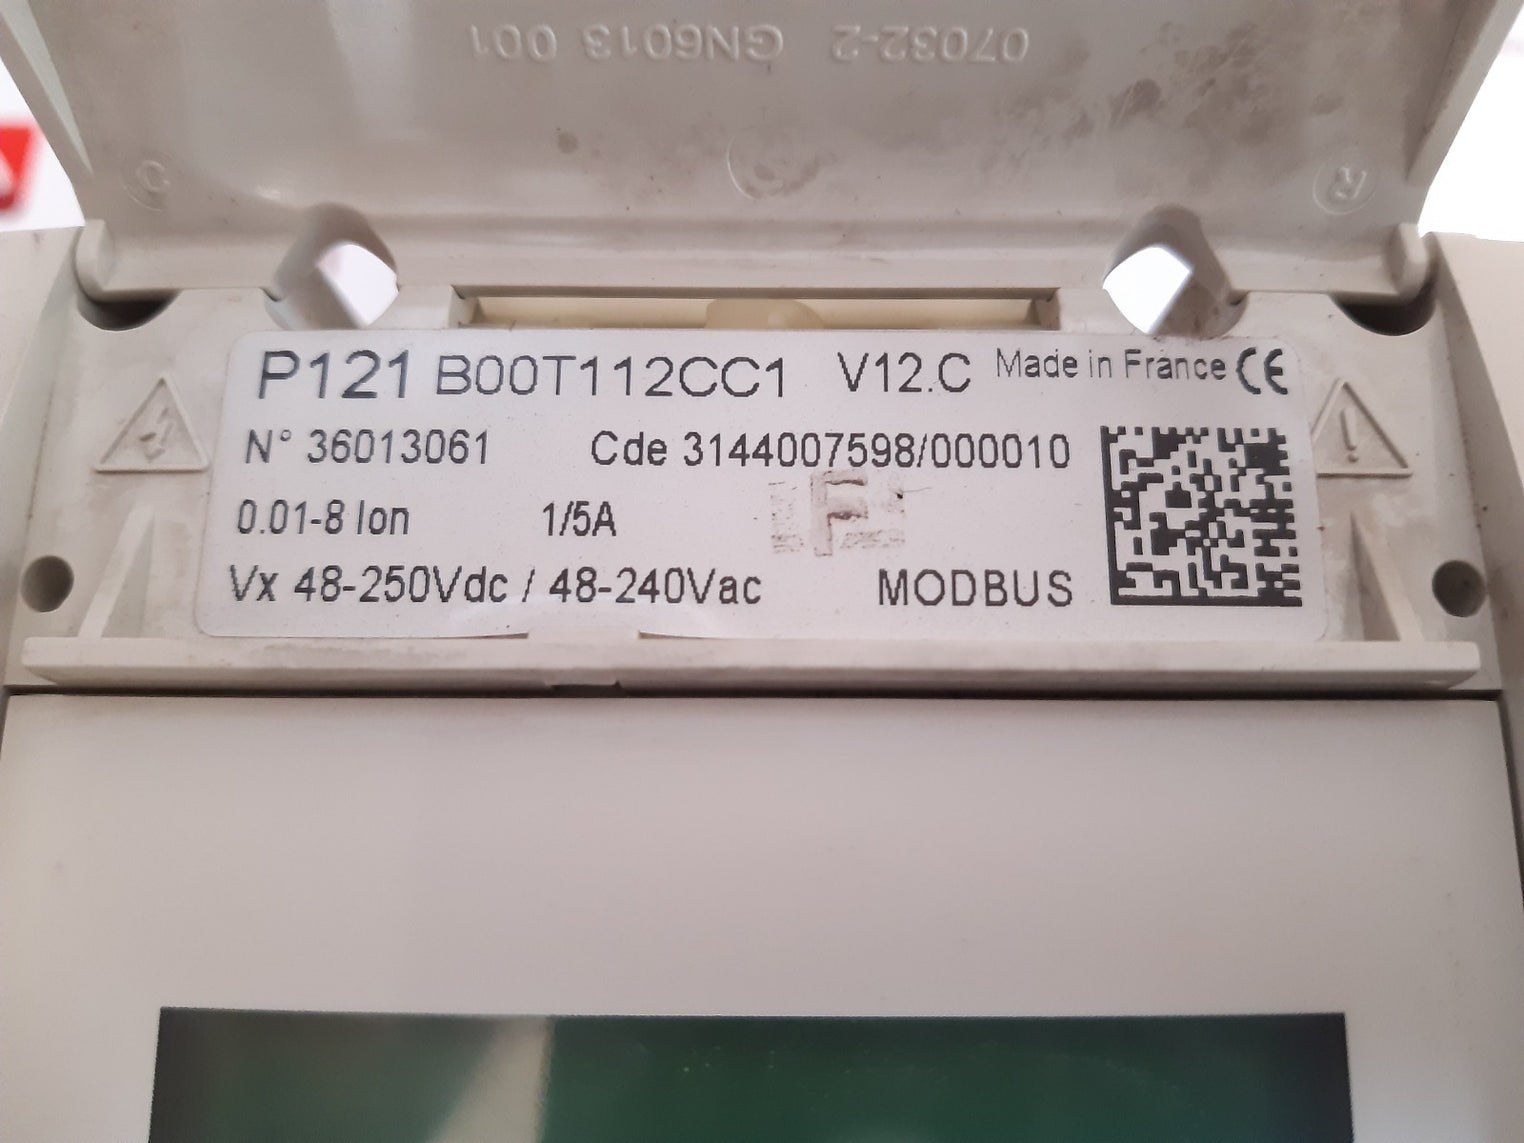 07032-2 GN6013 001
C
R
P121 B00T112CC1 V12.C Made in France CE
N° 36013061 Cde 3144007598/000010
0.01-8 Ion 1/5A
Vx 48-250Vdc / 48-240Vac MODBUS